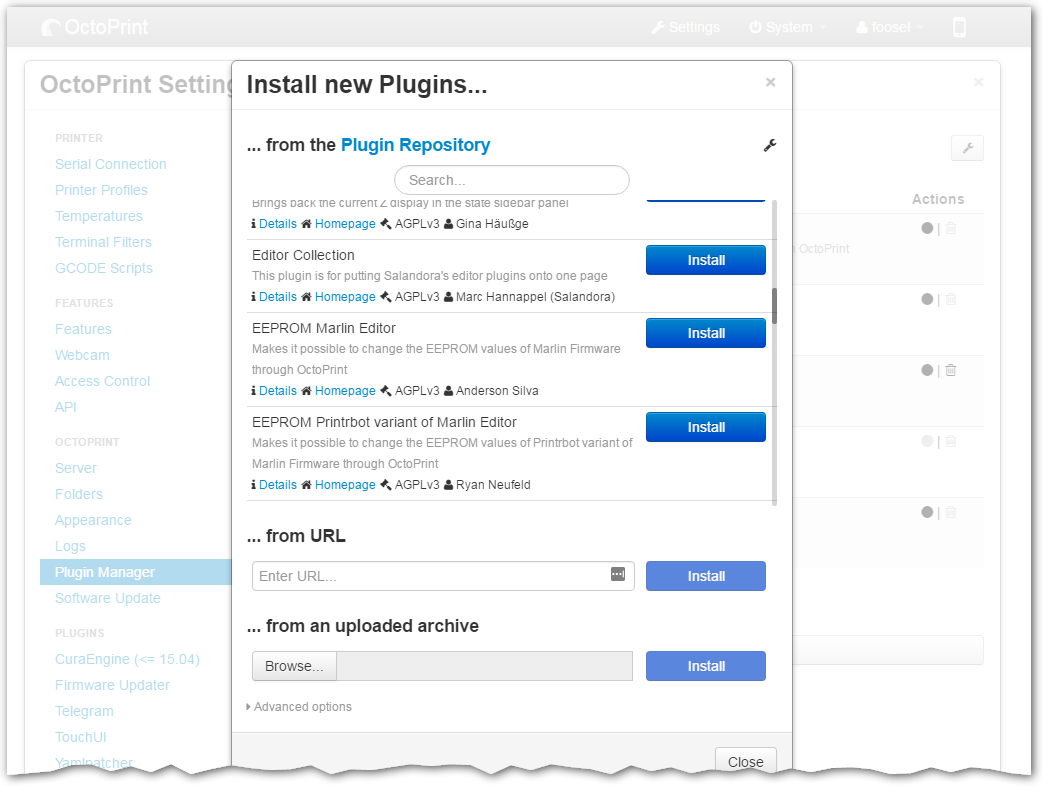 OctoPrint
Settings
System
foosel
OctoPrint Setting
PRINTER
Serial Connection
Printer Profiles
Temperatures
Terminal Filters
GCODE Scripts
FEATURES
Features
Webcam
Access Control
API
OCTOPRINT
Server
Folders
Appearance
Logs
Plugin Manager
Software Update
PLUGINS
CuraEngine (<= 15.04)
Firmware Updater
Telegram
TouchUI
Yamlpatcher
Install new Plugins...
×
... from the Plugin Repository
Search...
Brings back the current Z display in the state sidebar panel
Details Homepage AGPLv3 Gina Häußge
Editor Collection
Install
This plugin is for putting Salandora's editor plugins onto one page
Details Homepage AGPLv3 Marc Hannappel (Salandora)
EEPROM Marlin Editor
Install
Makes it possible to change the EEPROM values of Marlin Firmware
through OctoPrint
Details Homepage AGPLv3 Anderson Silva
EEPROM Printrbot variant of Marlin Editor
Install
Makes it possible to change the EEPROM values of Printrbot variant of
Marlin Firmware through OctoPrint
Details Homepage AGPLv3 Ryan Neufeld
... from URL
Enter URL...
Install
... from an uploaded archive
Browse...
Install
Advanced options
Close
×
Actions
|
n OctoPrint
|
|
|
|